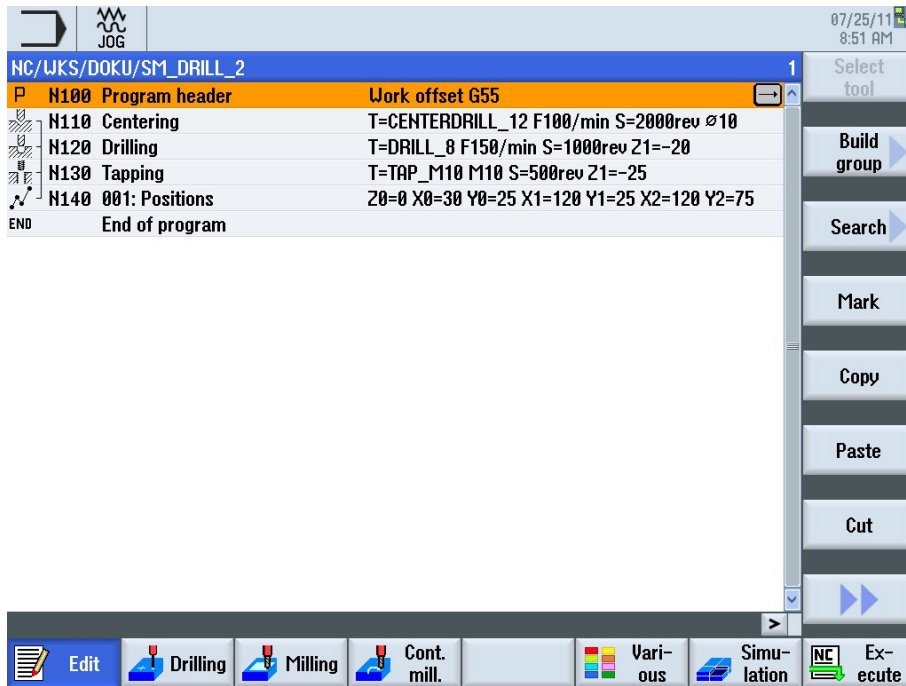 JOG
07/25/11
8:51 AM
NC/WKS/DOKU/SM_DRILL_2 1
P N100 Program header Work offset G55
N110 Centering T=CENTERDRILL_12 F100/min S=2000rev ⌀10
N120 Drilling T=DRILL_8 F150/min S=1000rev Z1=-20
N130 Tapping T=TAP_M10 M10 S=500rev Z1=-25
N140 001: Positions Z0=0 X0=30 Y0=25 X1=120 Y1=25 X2=120 Y2=75
END End of program
Select
tool
Build
group
Search
Mark
Copy
Paste
Cut
>
Edit
Drilling
Milling
Cont.
mill.
Vari-
ous
Simu-
lation
NC
Ex-
ecute